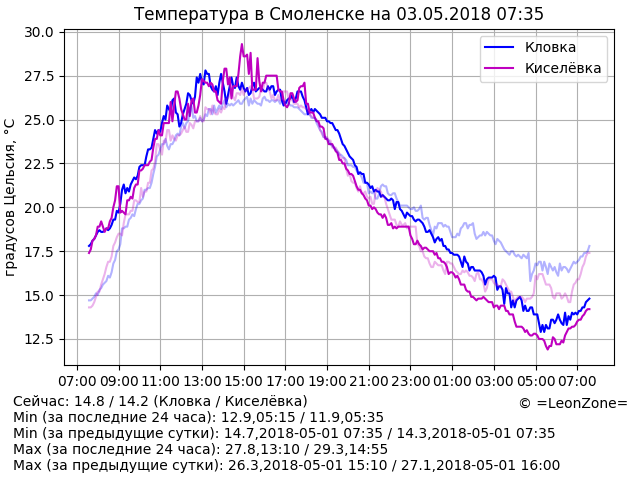 Температура в Смоленске на 03.05.2018 07:35
градусов Цельсия, °C
30.0
27.5
25.0
22.5
20.0
17.5
15.0
12.5
Кловка
Киселёвка
07:00 09:00 11:00 13:00 15:00 17:00 19:00 21:00 23:00 01:00 03:00 05:00 07:00
Сейчас: 14.8 / 14.2 (Кловка / Киселёвка)
© =LeonZone=
Min (за последние 24 часа): 12.9,05:15 / 11.9,05:35
Min (за предыдущие сутки): 14.7,2018-05-01 07:35 / 14.3,2018-05-01 07:35
Max (за последние 24 часа): 27.8,13:10 / 29.3,14:55
Max (за предыдущие сутки): 26.3,2018-05-01 15:10 / 27.1,2018-05-01 16:00